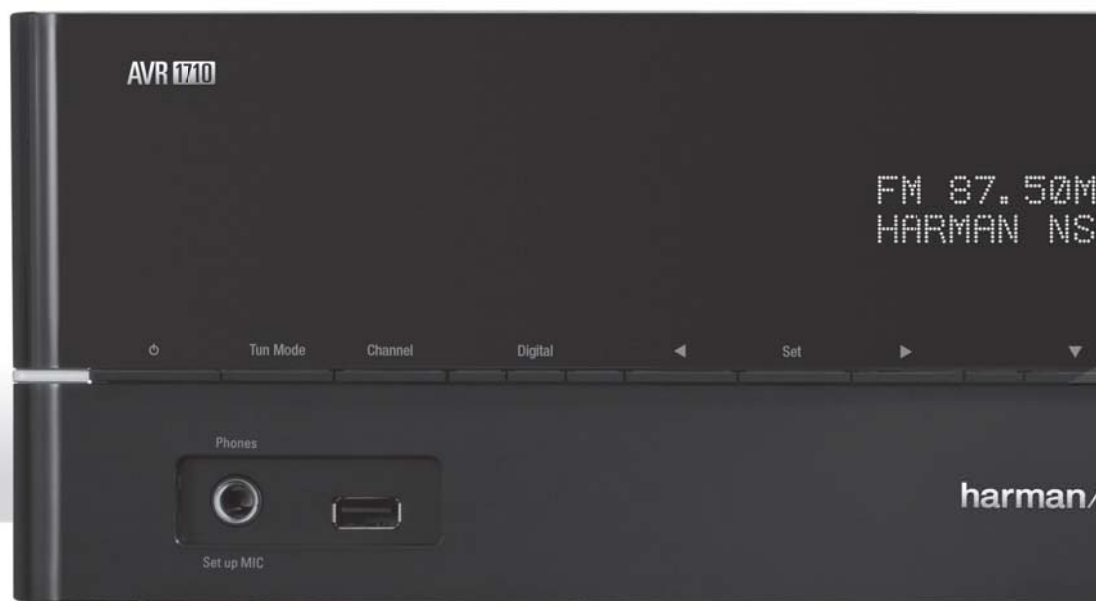 AVR 1710
FM 87.50M
HARMAN NS
Tun Mode Channel Digital Set
Phones
harman/
Set up MIC